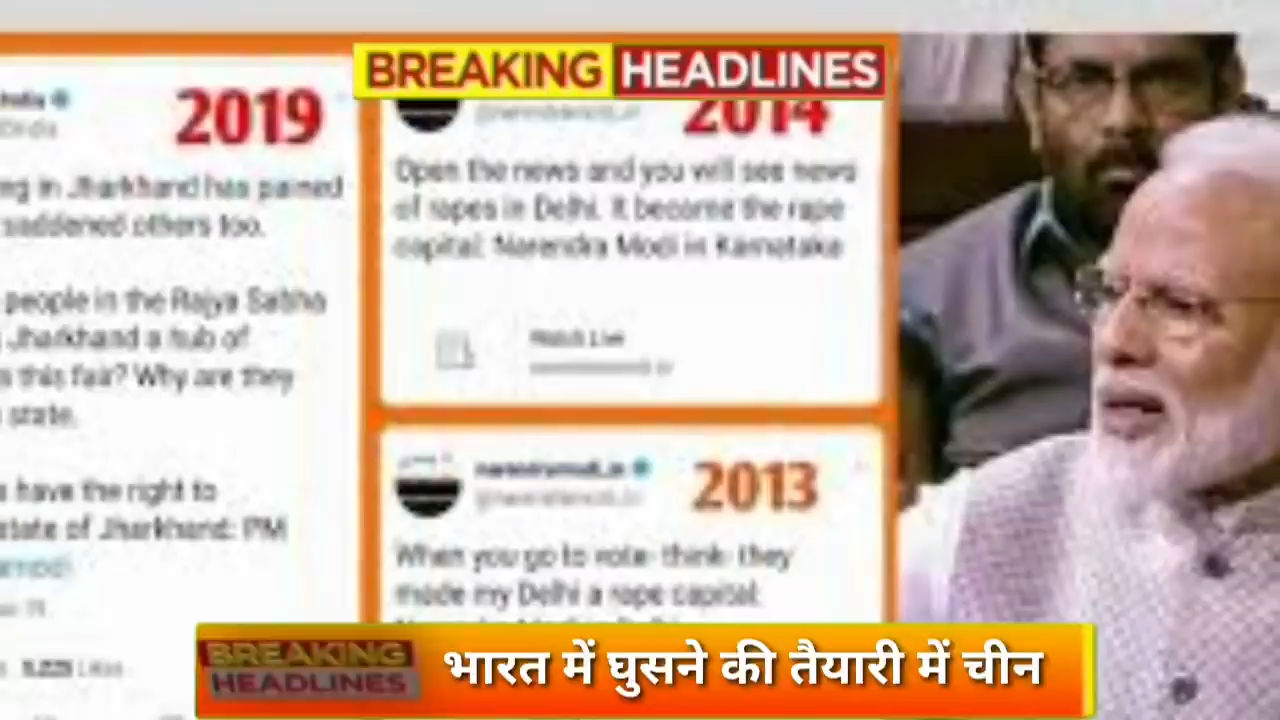 BREAKING HEADLINES
2019
ng in Jharkhand has pained
saddened others too.
people in the Rajya Sabha
Jharkhand a hub of
s this fair? Why are they
state.
s have the right to
state of Jharkhand: PM
2014
Open the news and you will see news
of rapes in Delhi. It became the rape
capital: Narendra Modi in Karnataka
Watch Live
narendramodi_in
2013
@narendramodi_in
When you go to vote- think- they
made my Delhi a rape capital:
BREAKING
HEADLINES
भारत में घुसने की तैयारी में चीन